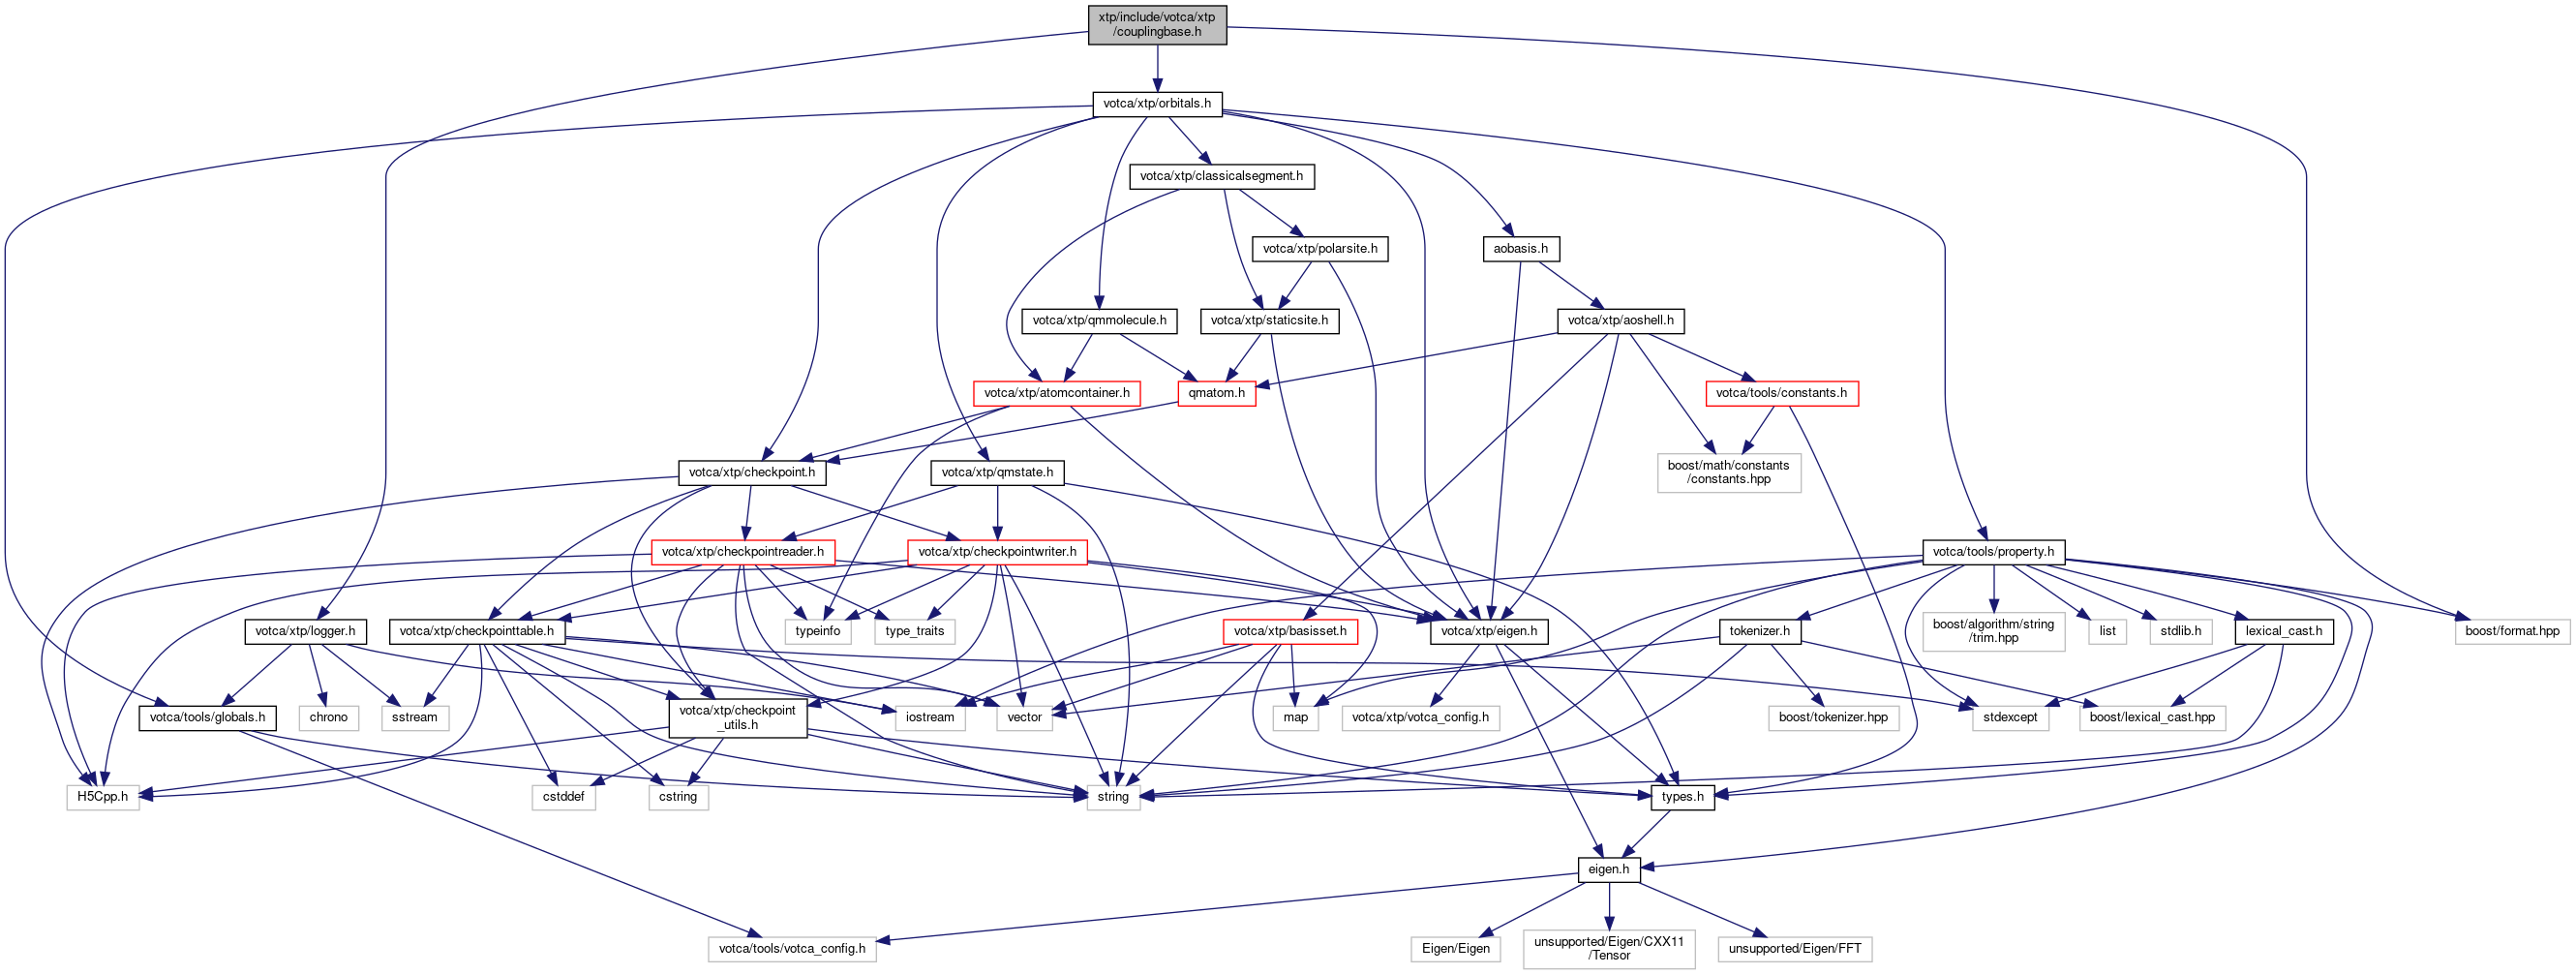 xtp/include/votca/xtp
/couplingbase.h
votca/xtp/orbitals.h
votca/xtp/classicalsegment.h
votca/xtp/polarsite.h
aobasis.h
votca/xtp/qmmolecule.h
votca/xtp/staticsite.h
votca/xtp/aoshell.h
votca/xtp/atomcontainer.h
qmatom.h
votca/tools/constants.h
votca/xtp/checkpoint.h
votca/xtp/qmstate.h
boost/math/constants
/constants.hpp
votca/xtp/checkpointreader.h
votca/xtp/checkpointwriter.h
votca/tools/property.h
votca/xtp/logger.h
votca/xtp/checkpointtable.h
typeinfo
type_traits
votca/xtp/basisset.h
votca/xtp/eigen.h
tokenizer.h
boost/algorithm/string
/trim.hpp
list
stdlib.h
lexical_cast.h
boost/format.hpp
votca/tools/globals.h
chrono
sstream
votca/xtp/checkpoint
_utils.h
iostream
vector
map
votca/xtp/votca_config.h
boost/tokenizer.hpp
stdexcept
boost/lexical_cast.hpp
H5Cpp.h
cstddef
cstring
string
types.h
eigen.h
votca/tools/votca_config.h
Eigen/Eigen
unsupported/Eigen/CXX11
/Tensor
unsupported/Eigen/FFT